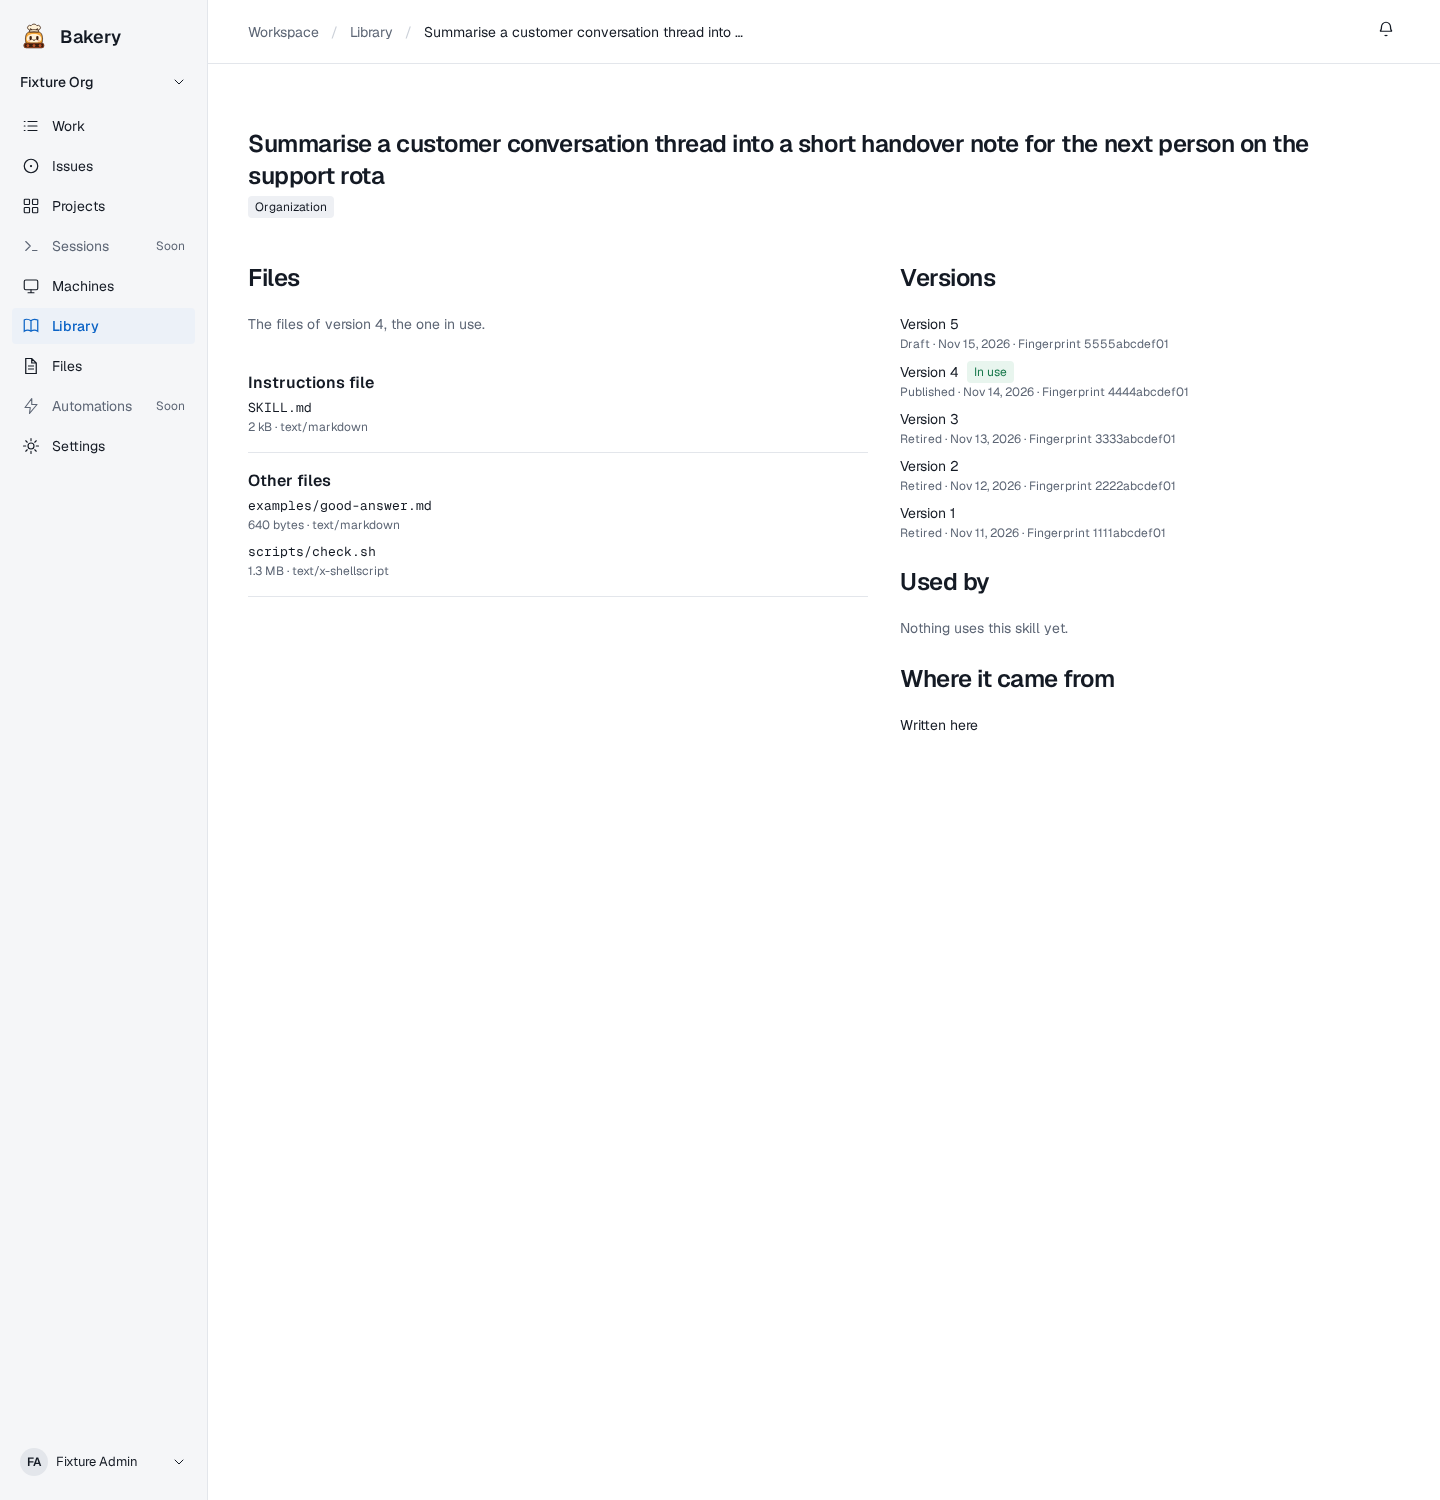 Bakery
Fixture Org
Work
Issues
Projects
Sessions Soon
Machines
Library
Files
Automations Soon
Settings
FA Fixture Admin
Workspace / Library / Summarise a customer conversation thread into …
Summarise a customer conversation thread into a short handover note for the next person on the
support rota
Organization
Files
The files of version 4, the one in use.
Instructions file
SKILL.md
2 kB · text/markdown
Other files
examples/good-answer.md
640 bytes · text/markdown
scripts/check.sh
1.3 MB · text/x-shellscript
Versions
Version 5
Draft · Nov 15, 2026 · Fingerprint 5555abcdef01
Version 4 In use
Published · Nov 14, 2026 · Fingerprint 4444abcdef01
Version 3
Retired · Nov 13, 2026 · Fingerprint 3333abcdef01
Version 2
Retired · Nov 12, 2026 · Fingerprint 2222abcdef01
Version 1
Retired · Nov 11, 2026 · Fingerprint 1111abcdef01
Used by
Nothing uses this skill yet.
Where it came from
Written here